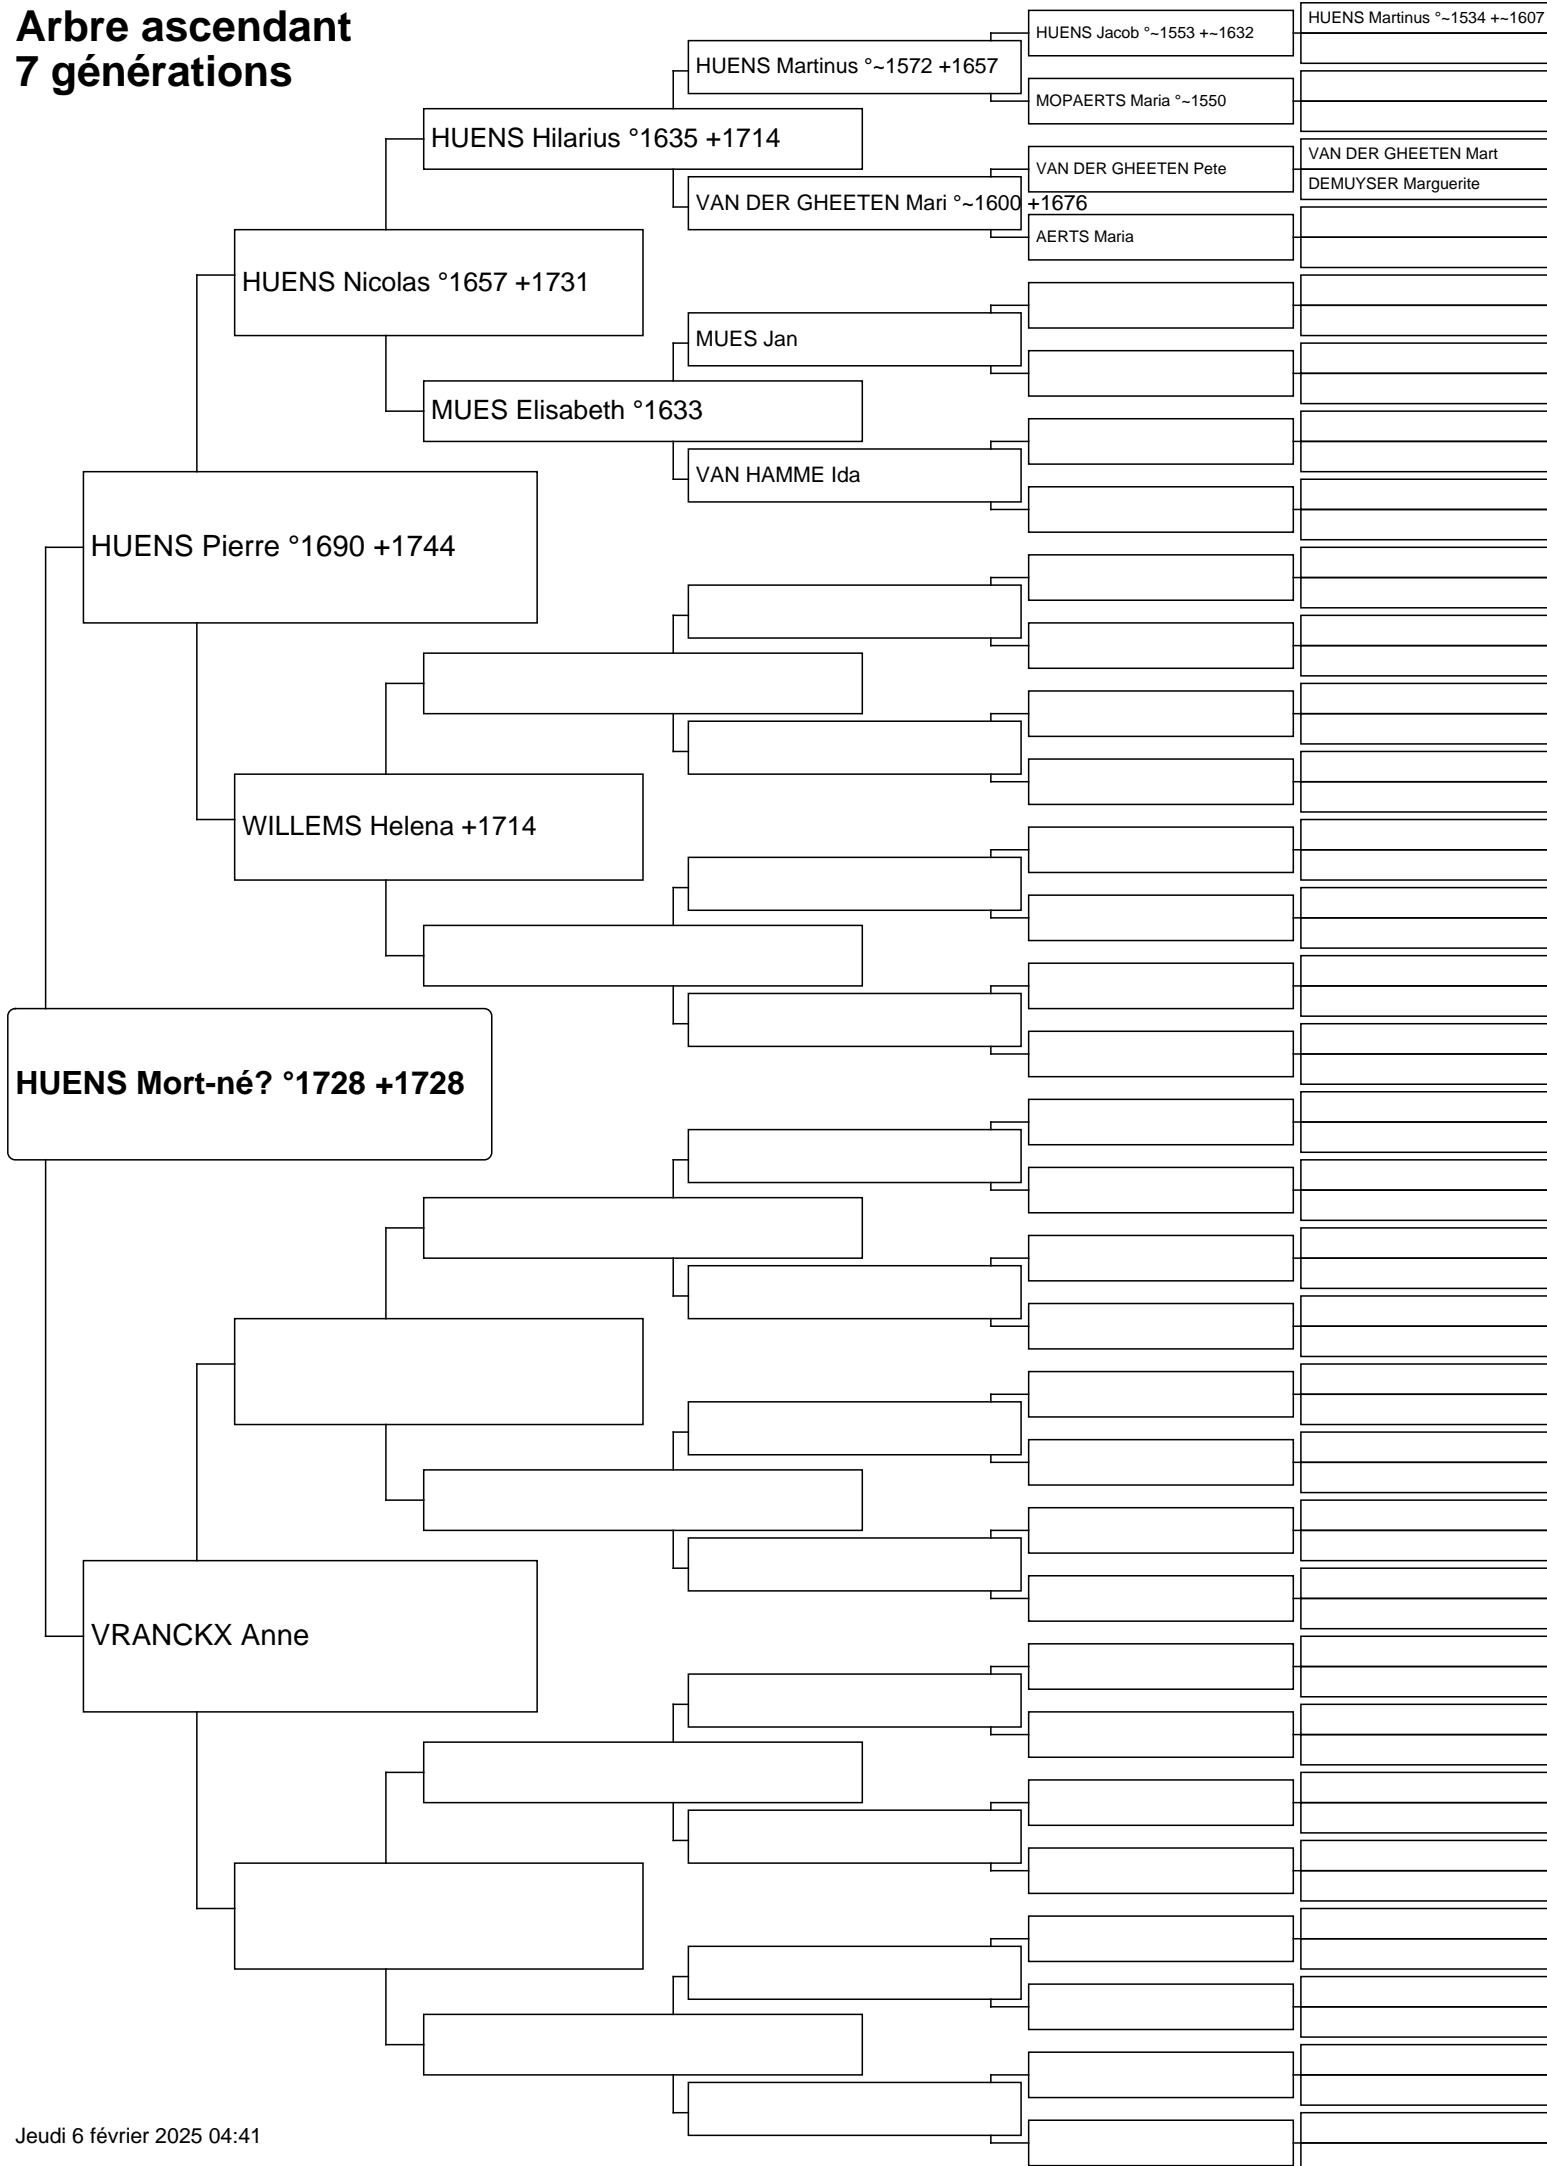 Arbre ascendant
7 générations
HUENS Martinus °~1534 +~1607
HUENS Jacob °~1553 +~1632
HUENS Martinus °~1572 +1657
MOPAERTS Maria °~1550
HUENS Hilarius °1635 +1714
VAN DER GHEETEN Mart
VAN DER GHEETEN Pete
DEMUYSER Marguerite
VAN DER GHEETEN Mari °~1600 +1676
AERTS Maria
HUENS Nicolas °1657 +1731
MUES Jan
MUES Elisabeth °1633
VAN HAMME Ida
HUENS Pierre °1690 +1744
WILLEMS Helena +1714
HUENS Mort-né? °1728 +1728
VRANCKX Anne
Jeudi 6 février 2025 04:41